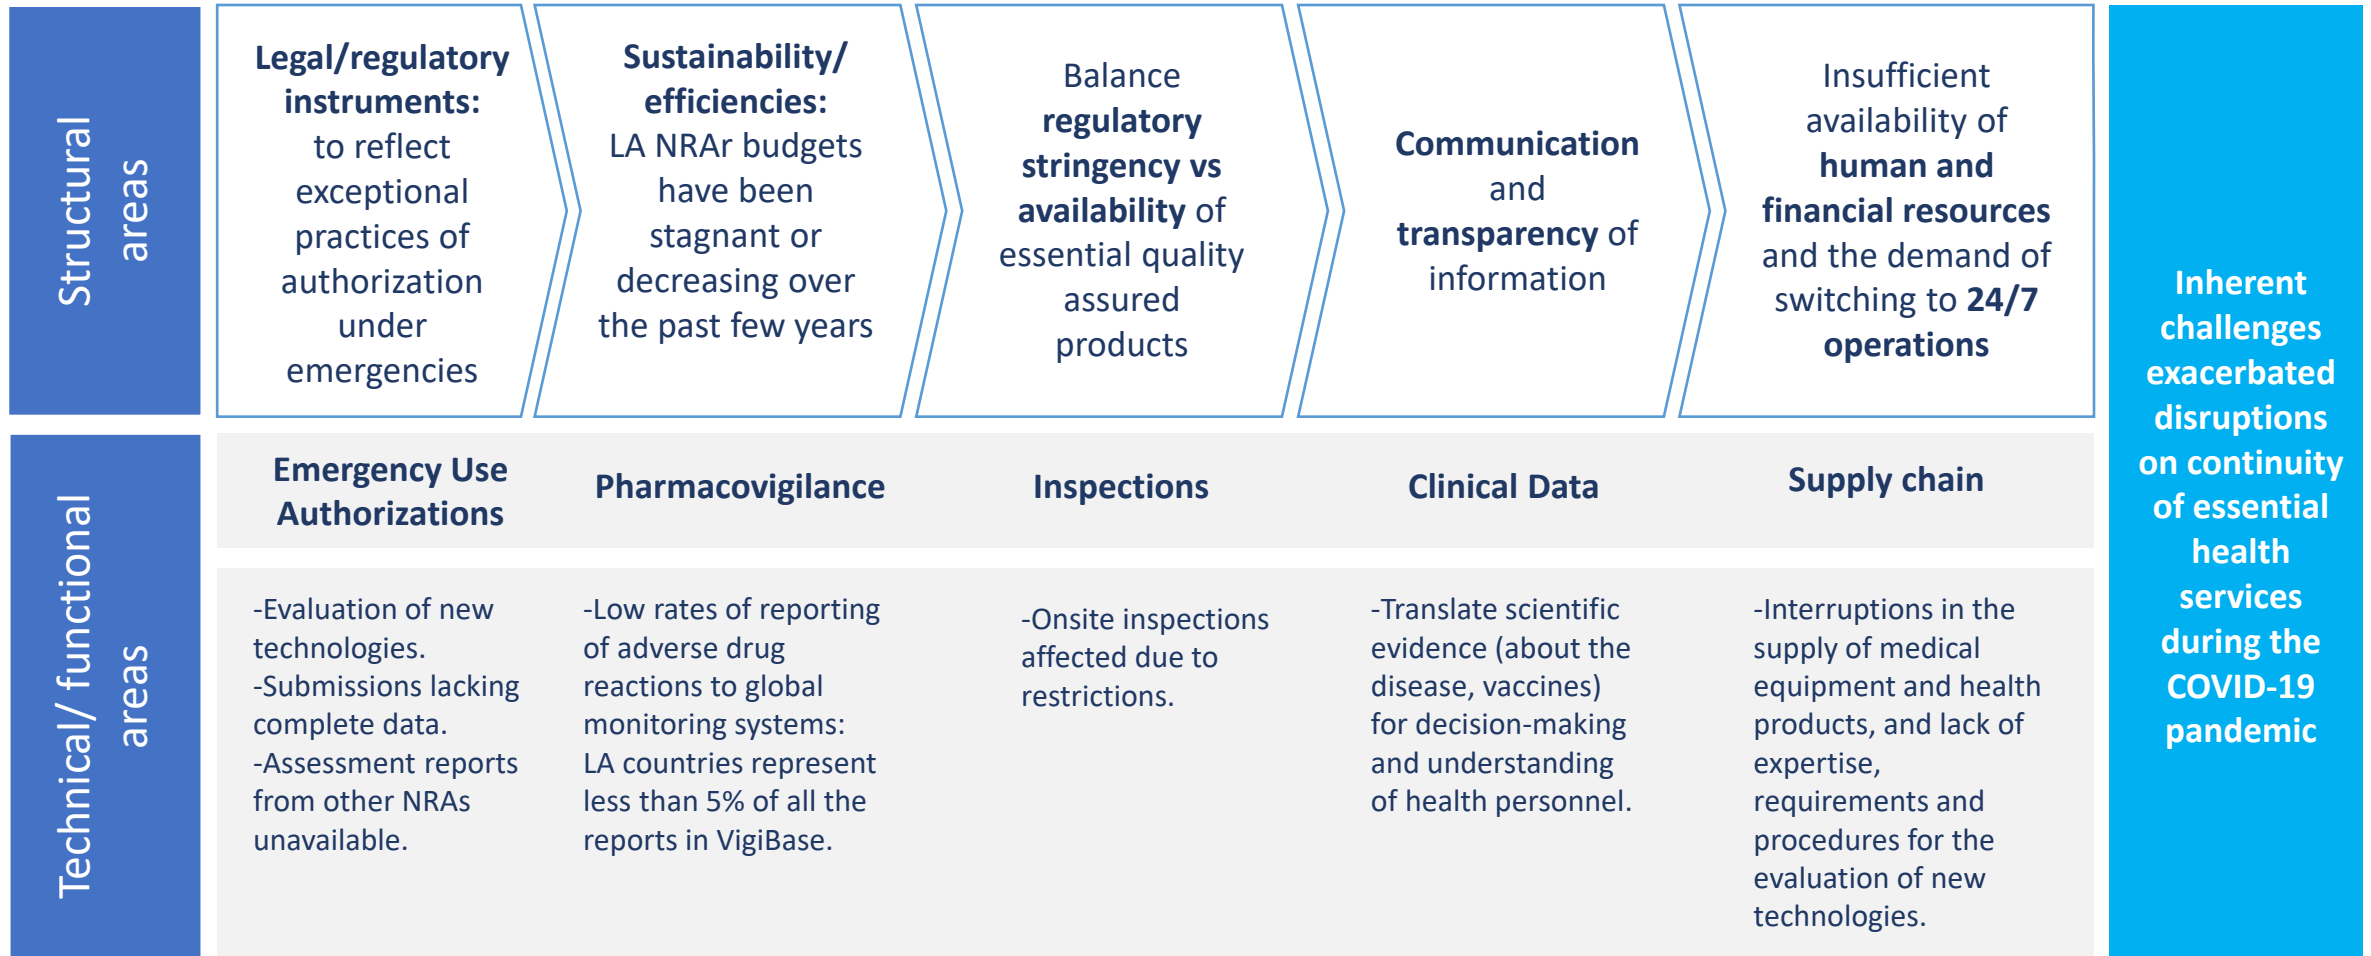 Structural
areas
Legal/regulatory
instruments:
to reflect
exceptional
practices of
authorization
under
emergencies
Sustainability/
efficiencies:
LA NRAr budgets
have been
stagnant or
decreasing over
the past few years
Balance
regulatory
stringency vs
availability of
essential quality
assured
products
Communication
and
transparency of
information
Insufficient
availability of
human and
financial resources
and the demand of
switching to 24/7
operations
Technical/ functional
areas
Emergency Use
Authorizations
Pharmacovigilance
Inspections
Clinical Data
Supply chain
-Evaluation of new
technologies.
-Submissions lacking
complete data.
-Assessment reports
from other NRAs
unavailable.
-Low rates of reporting
of adverse drug
reactions to global
monitoring systems:
LA countries represent
less than 5% of all the
reports in VigiBase.
-Onsite inspections
affected due to
restrictions.
-Translate scientific
evidence (about the
disease, vaccines)
for decision-making
and understanding
of health personnel.
-Interruptions in the
supply of medical
equipment and health
products, and lack of
expertise,
requirements and
procedures for the
evaluation of new
technologies.
Inherent
challenges
exacerbated
disruptions
on continuity
of essential
health
services
during the
COVID-19
pandemic